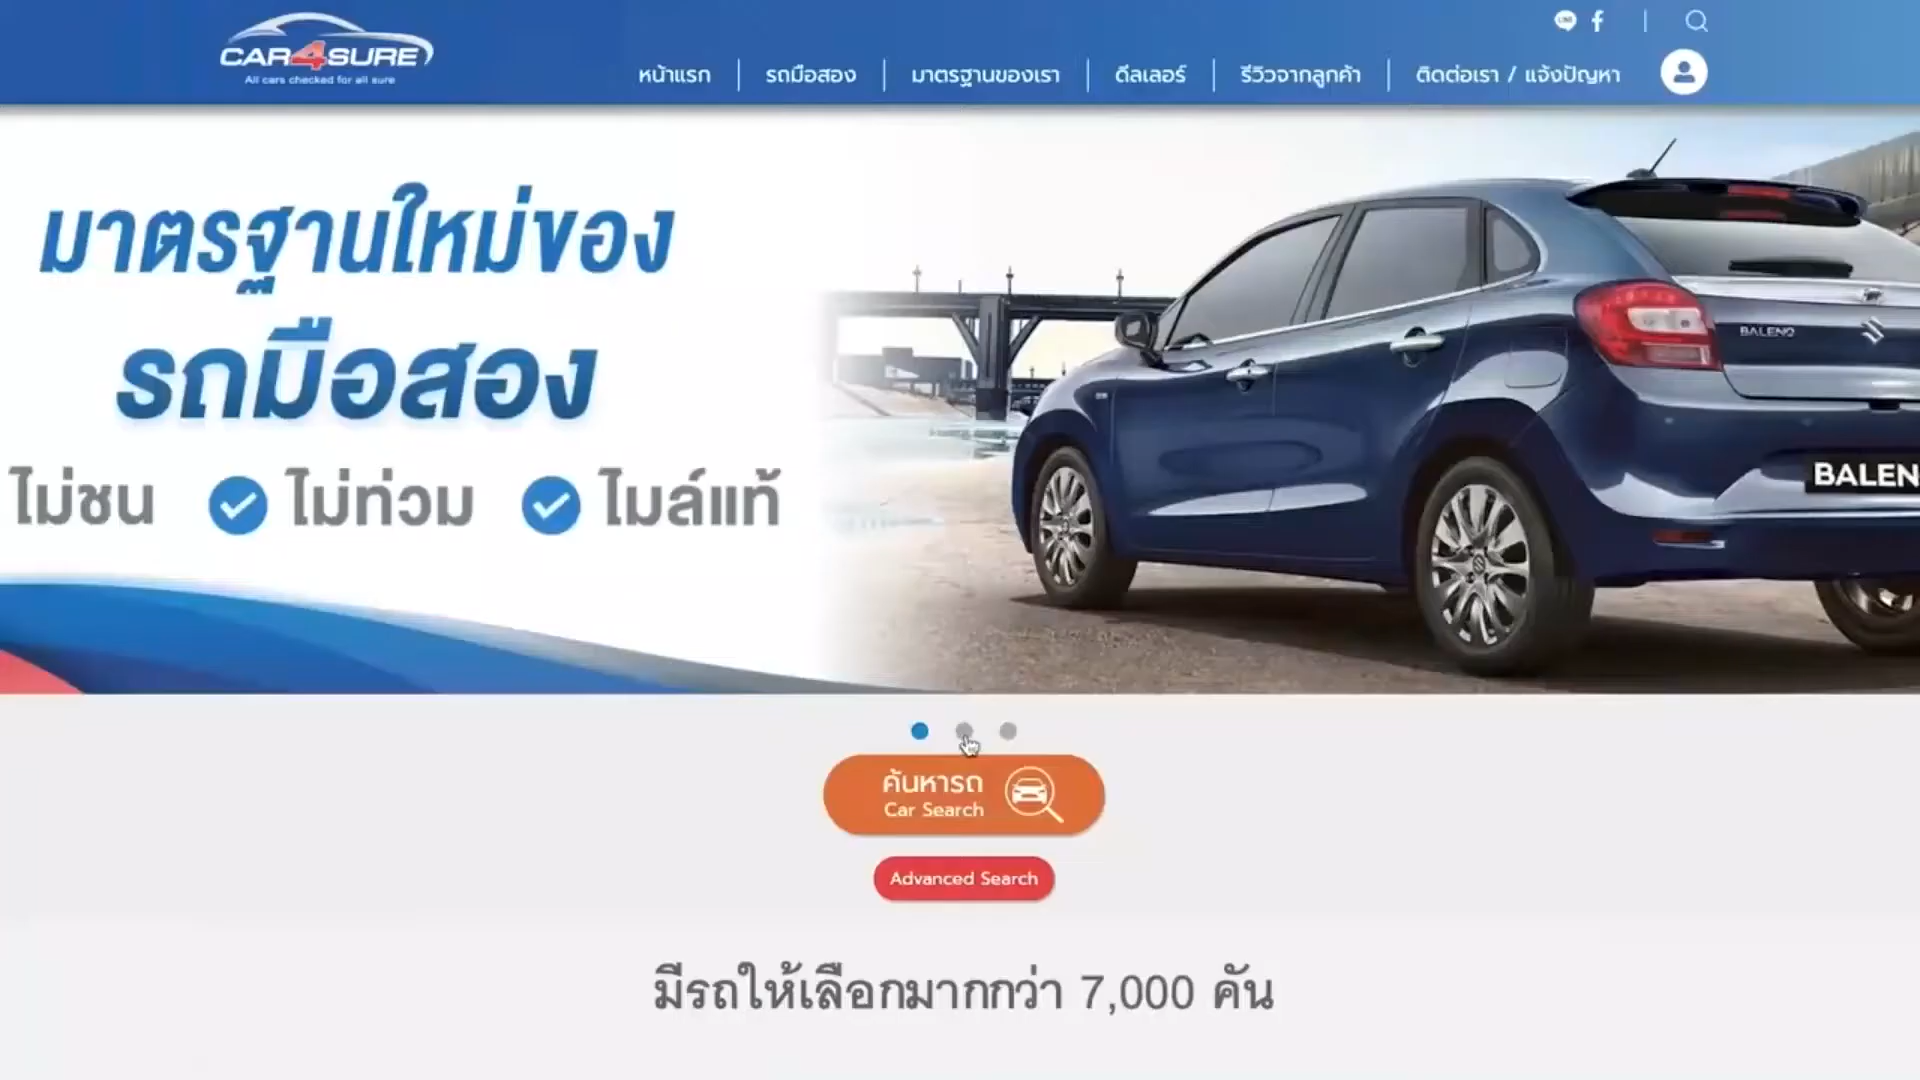 CAR4SURE
All cars checked for all sure
หน้าแรก
รถมือสอง
มาตรฐานของเรา
ดีลเลอร์
รีวิวจากลูกค้า
ติดต่อเรา / แจ้งปัญหา
มาตรฐานใหม่ของ
รถมือสอง
ไม่ชน ไม่ท่วม ไมล์แท้
BALENO
BALEN
ค้นหารถ
Car Search
Advanced Search
มีรถให้เลือกมากกว่า 7,000 คัน